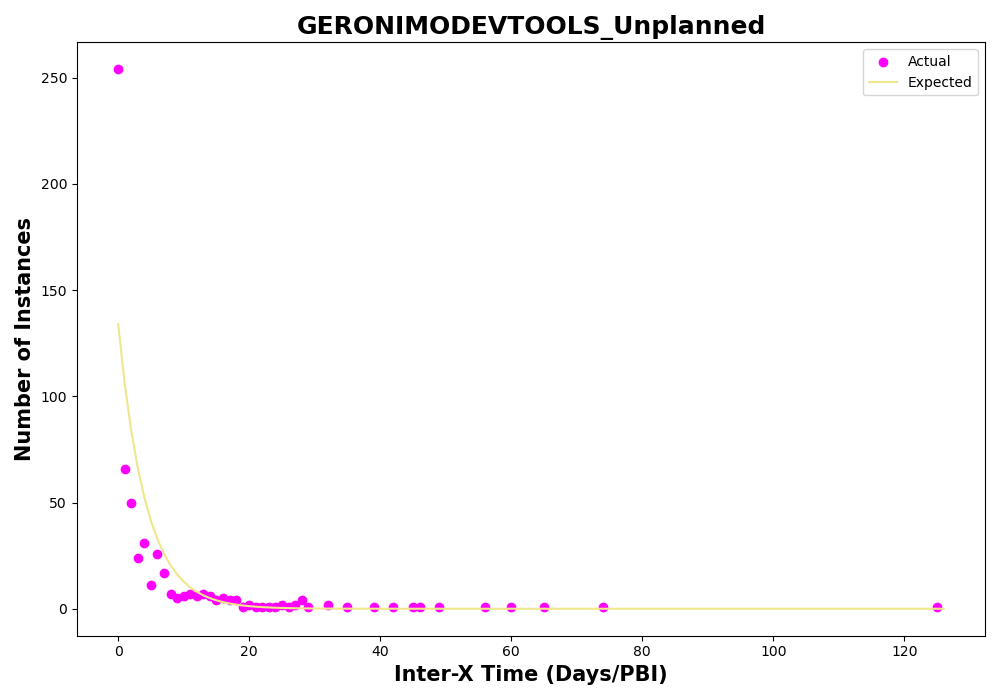 GERONIMODEVTOOLS_Unplanned
Actual
Expected
Number of Instances
250
200
150
100
50
0
0 20 40 60 80 100 120
Inter-X Time (Days/PBI)